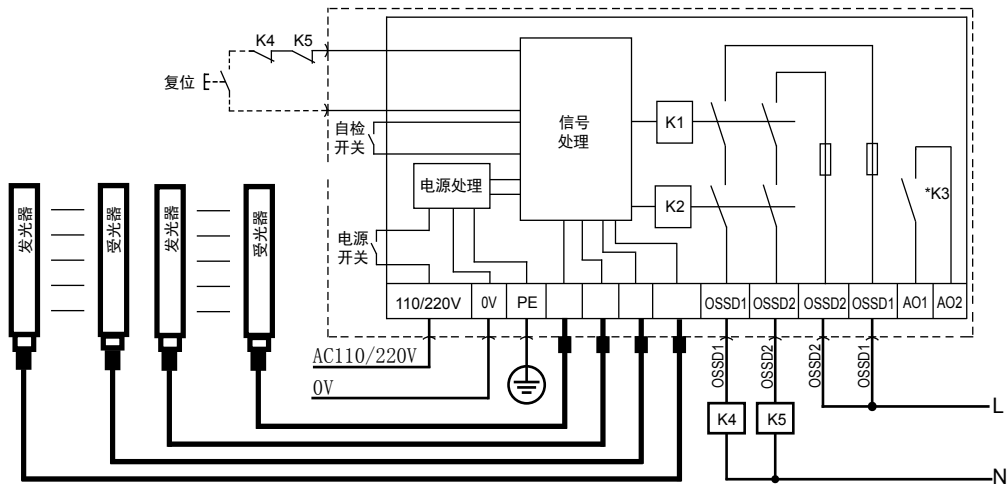 K4 K5
复位
自检
开关
信号
处理
K1
K2
*K3
电源处理
电源
开关
发光器
受光器
发光器
受光器
110/220V 0V PE OSSD1 OSSD2 OSSD2 OSSD1 AO1 AO2
AC110/220V
0V
OSSD1 OSSD2 OSSD2 OSSD1
K4 K5
L
N